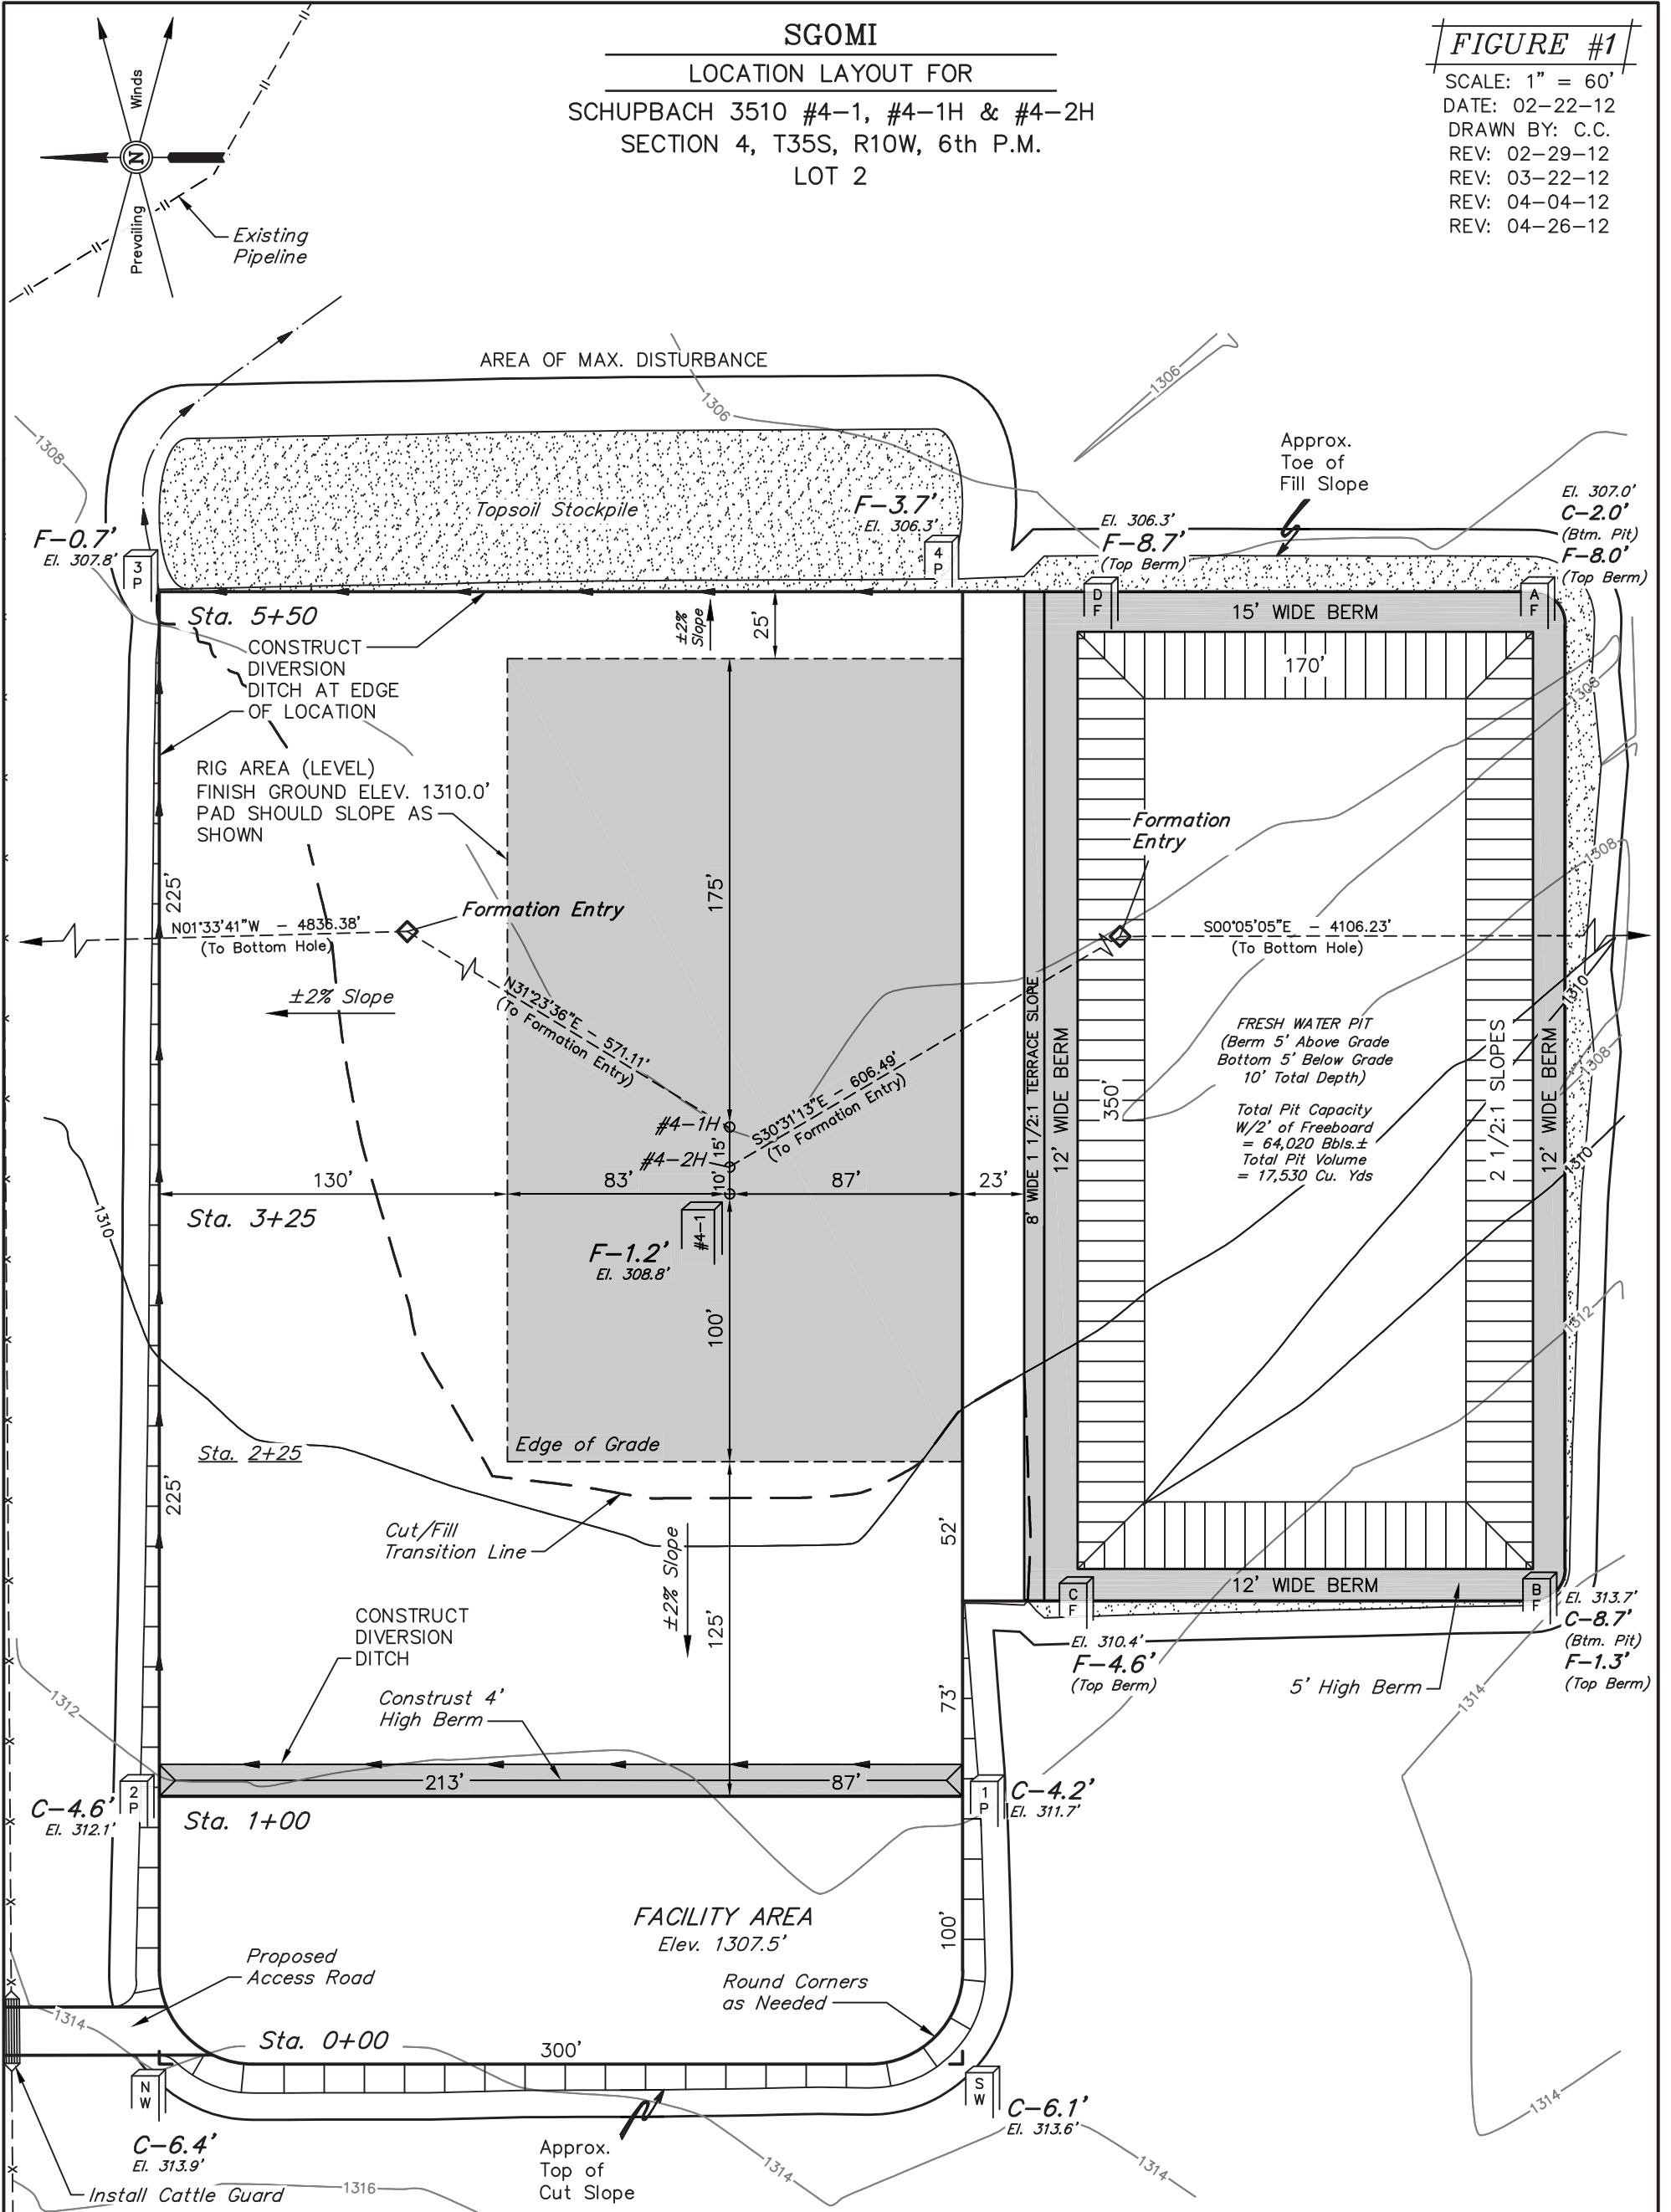 SGOMI
LOCATION LAYOUT FOR
SCHUPBACH 3510 #4-1, #4-1H & #4-2H
SECTION 4, T35S, R10W, 6th P.M.
LOT 2
FIGURE #1
SCALE: 1" = 60'
DATE: 02-22-12
DRAWN BY: C.C.
REV: 02-29-12
REV: 03-22-12
REV: 04-04-12
REV: 04-26-12
Winds
N
Prevailing
Existing
Pipeline
AREA OF MAX. DISTURBANCE
1306
1306
1308
Topsoil Stockpile
F-3.7'
El. 306.3'
4
P
F-0.7'
El. 307.8'
3
P
Approx.
Toe of
Fill Slope
El. 306.3'
F-8.7'
(Top Berm)
D
F
El. 307.0'
C-2.0'
(Btm. Pit)
F-8.0'
(Top Berm)
A
F
Sta. 5+50
±2%
Slope
25'
15' WIDE BERM
170'
CONSTRUCT
DIVERSION
DITCH AT EDGE
OF LOCATION
1308
RIG AREA (LEVEL)
FINISH GROUND ELEV. 1310.0'
PAD SHOULD SLOPE AS
SHOWN
225'
175'
Formation
Entry
1308
Formation Entry
N01°33'41"W - 4836.38'
(To Bottom Hole)
S00°05'05"E - 4106.23'
(To Bottom Hole)
±2% Slope
N31°23'36"E - 571.11'
(To Formation Entry)
S30°31'13"E - 606.49'
(To Formation Entry)
8' WIDE 1 1/2:1 TERRACE SLOPE
12' WIDE BERM
350'
FRESH WATER PIT
(Berm 5' Above Grade
Bottom 5' Below Grade
10' Total Depth)
Total Pit Capacity
W/2' of Freeboard
= 64,020 Bbls.±
Total Pit Volume
= 17,530 Cu. Yds
2 1/2:1 SLOPES
12' WIDE BERM
1310
1308
1310
#4-1H
15'
#4-2H
10'
130'
83'
87'
23'
Sta. 3+25
#4-1
F-1.2'
El. 308.8'
1310
100'
1312
Edge of Grade
Sta. 2+25
225'
Cut/Fill
Transition Line
±2% Slope
125'
52'
12' WIDE BERM
C
F
El. 310.4'
F-4.6'
(Top Berm)
B
F
El. 313.7'
C-8.7'
(Btm. Pit)
F-1.3'
(Top Berm)
5' High Berm
1314
CONSTRUCT
DIVERSION
DITCH
Construst 4'
High Berm
73'
1312
213'
87'
2
P
C-4.6'
El. 312.1'
1
P
C-4.2'
El. 311.7'
Sta. 1+00
FACILITY AREA
Elev. 1307.5'
100'
Proposed
Access Road
Round Corners
as Needed
1314
Sta. 0+00
300'
N
W
C-6.4'
El. 313.9'
S
W
C-6.1'
El. 313.6'
1314
Approx.
Top of
Cut Slope
1314
1314
Install Cattle Guard
1316